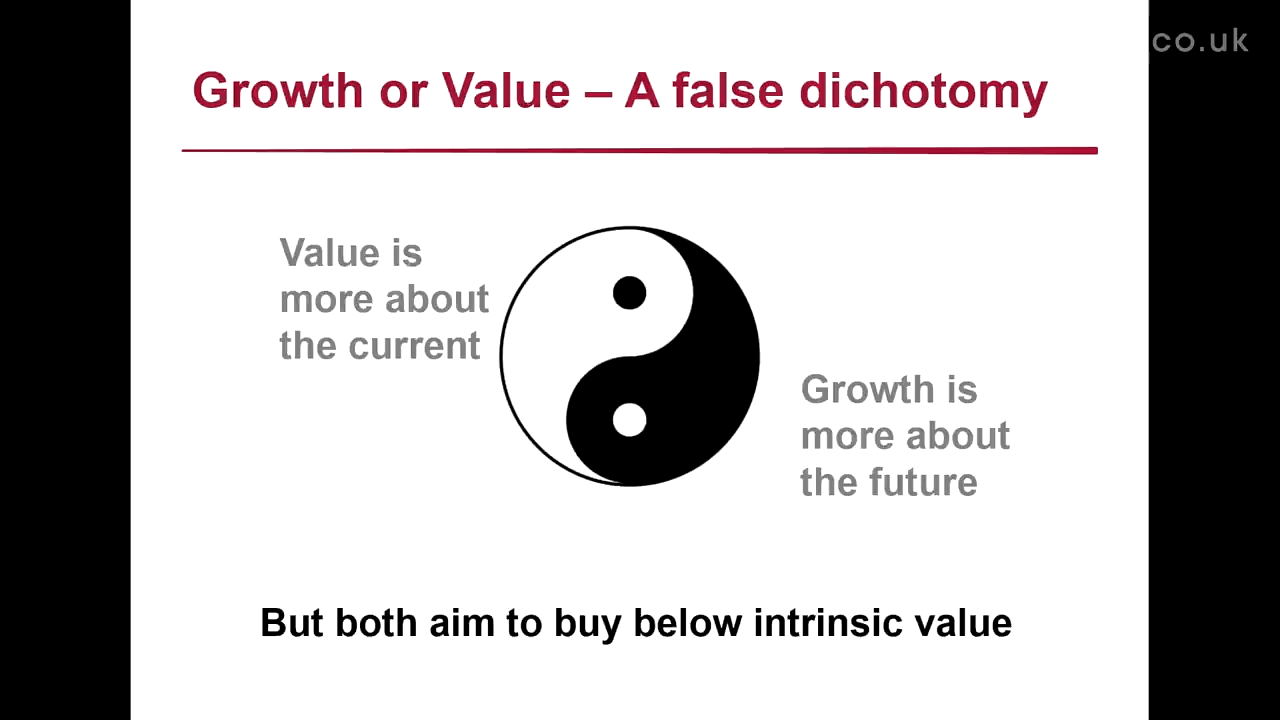 co.uk
Growth or Value – A false dichotomy
Value is
more about
the current
Growth is
more about
the future
But both aim to buy below intrinsic value